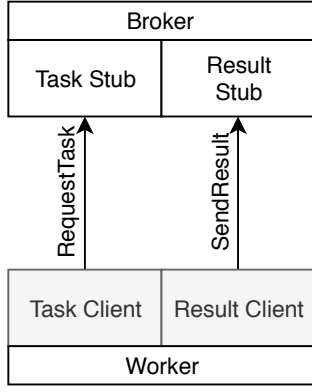 Broker
Task Stub
Result
Stub
RequestTask
SendResult
Task Client
Result Client
Worker